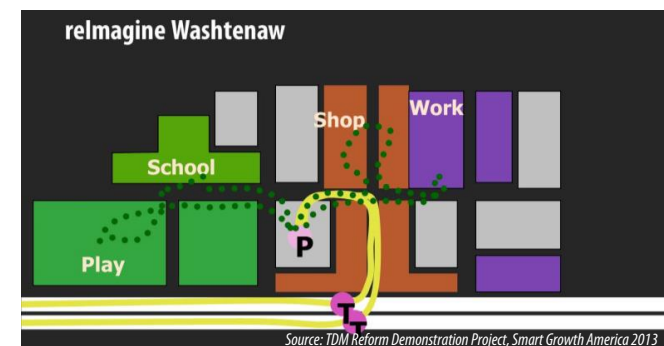 reImagine Washtenaw
Work
Shop
School
P
Play
T
T
Source: TDM Reform Demonstration Project, Smart Growth America 2013